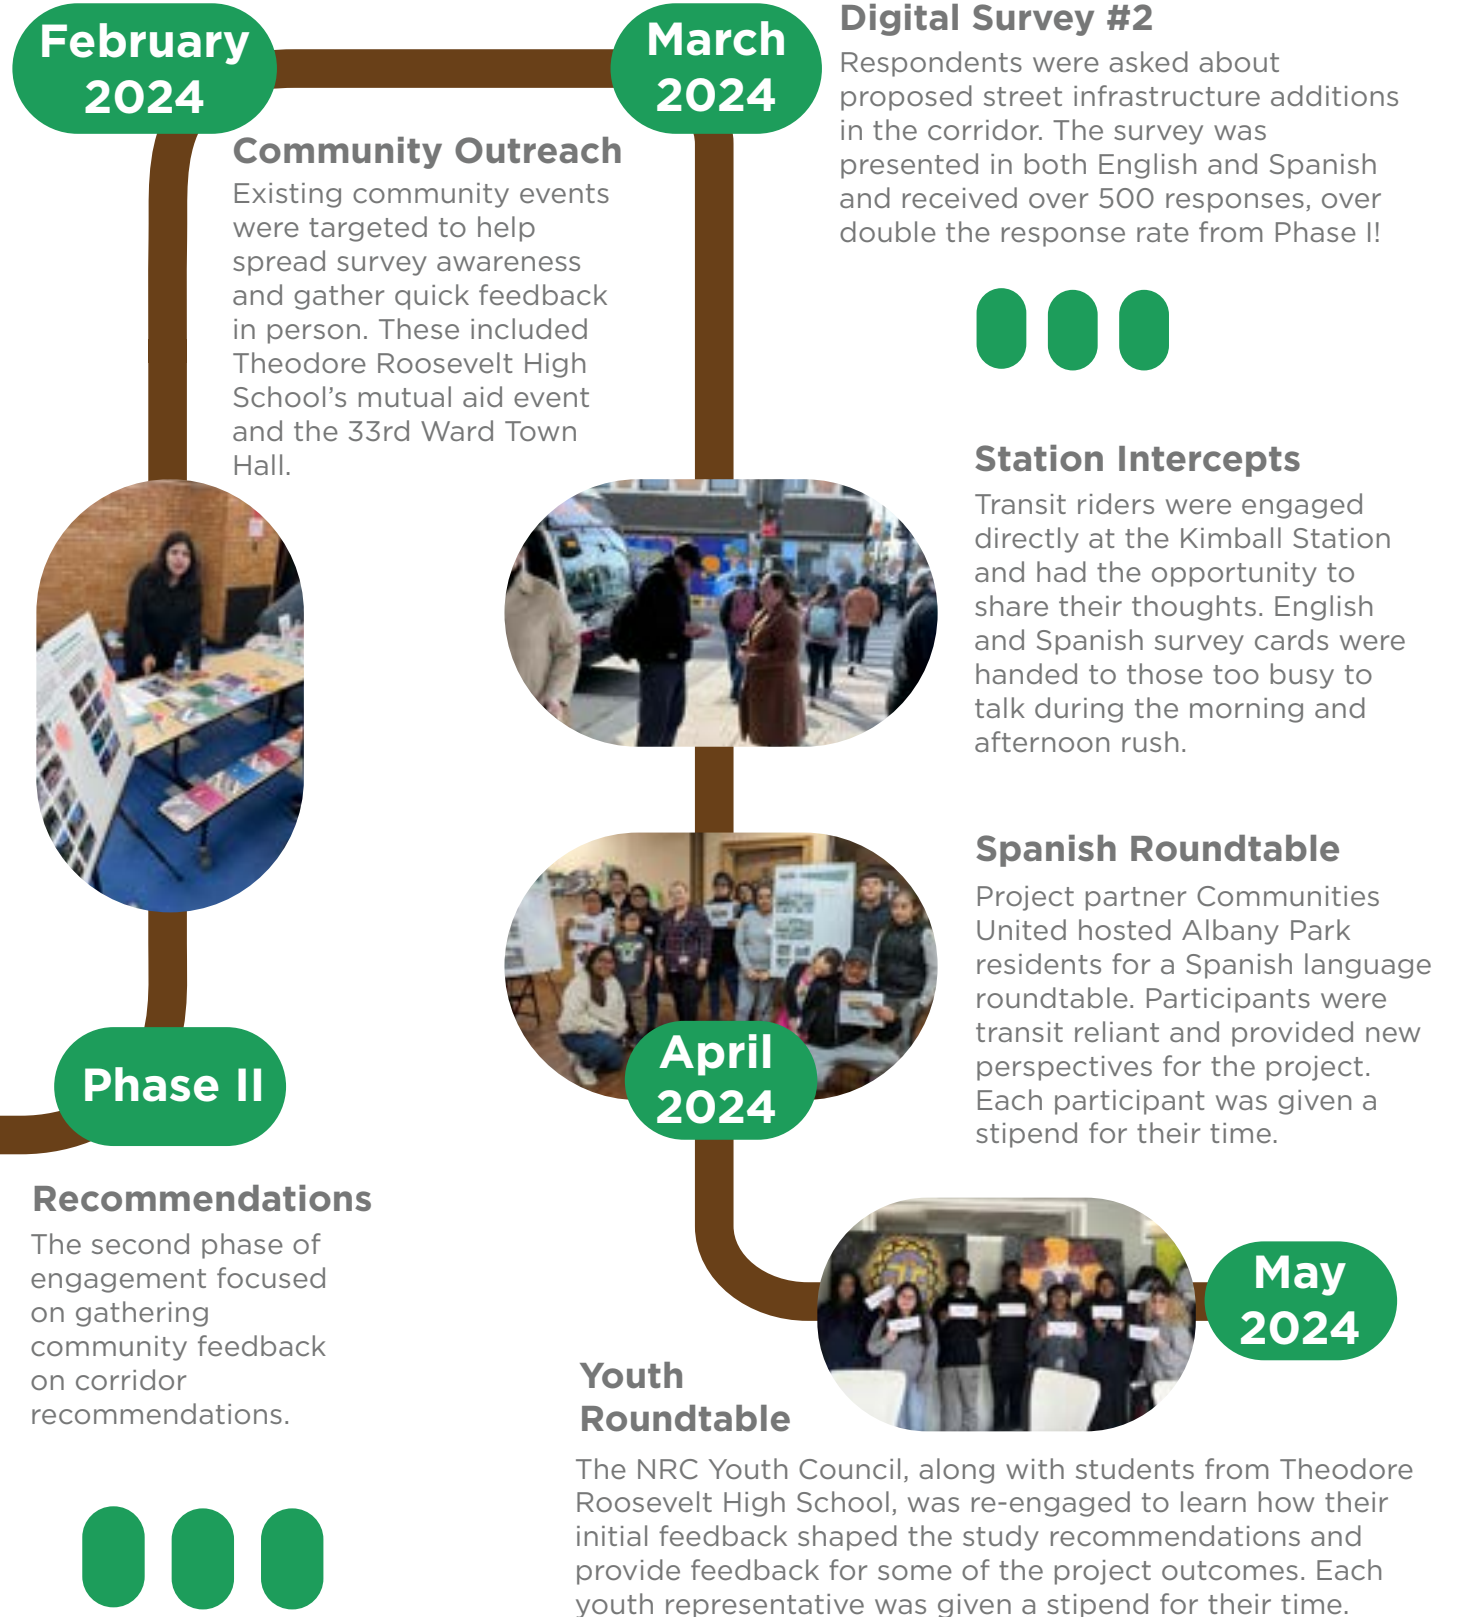 February
2024
Community Outreach
Existing community events
were targeted to help
spread survey awareness
and gather quick feedback
in person. These included
Theodore Roosevelt High
School’s mutual aid event
and the 33rd Ward Town
Hall.
Phase II
Recommendations
The second phase of
engagement focused
on gathering
community feedback
on corridor
recommendations.
March
2024
Digital Survey #2
Respondents were asked about
proposed street infrastructure additions
in the corridor. The survey was
presented in both English and Spanish
and received over 500 responses, over
double the response rate from Phase I!
Station Intercepts
Transit riders were engaged
directly at the Kimball Station
and had the opportunity to
share their thoughts. English
and Spanish survey cards were
handed to those too busy to
talk during the morning and
afternoon rush.
Spanish Roundtable
Project partner Communities
United hosted Albany Park
residents for a Spanish language
roundtable. Participants were
transit reliant and provided new
perspectives for the project.
Each participant was given a
stipend for their time.
April
2024
May
2024
Youth
Roundtable
The NRC Youth Council, along with students from Theodore
Roosevelt High School, was re-engaged to learn how their
initial feedback shaped the study recommendations and
provide feedback for some of the project outcomes. Each
youth representative was given a stipend for their time.